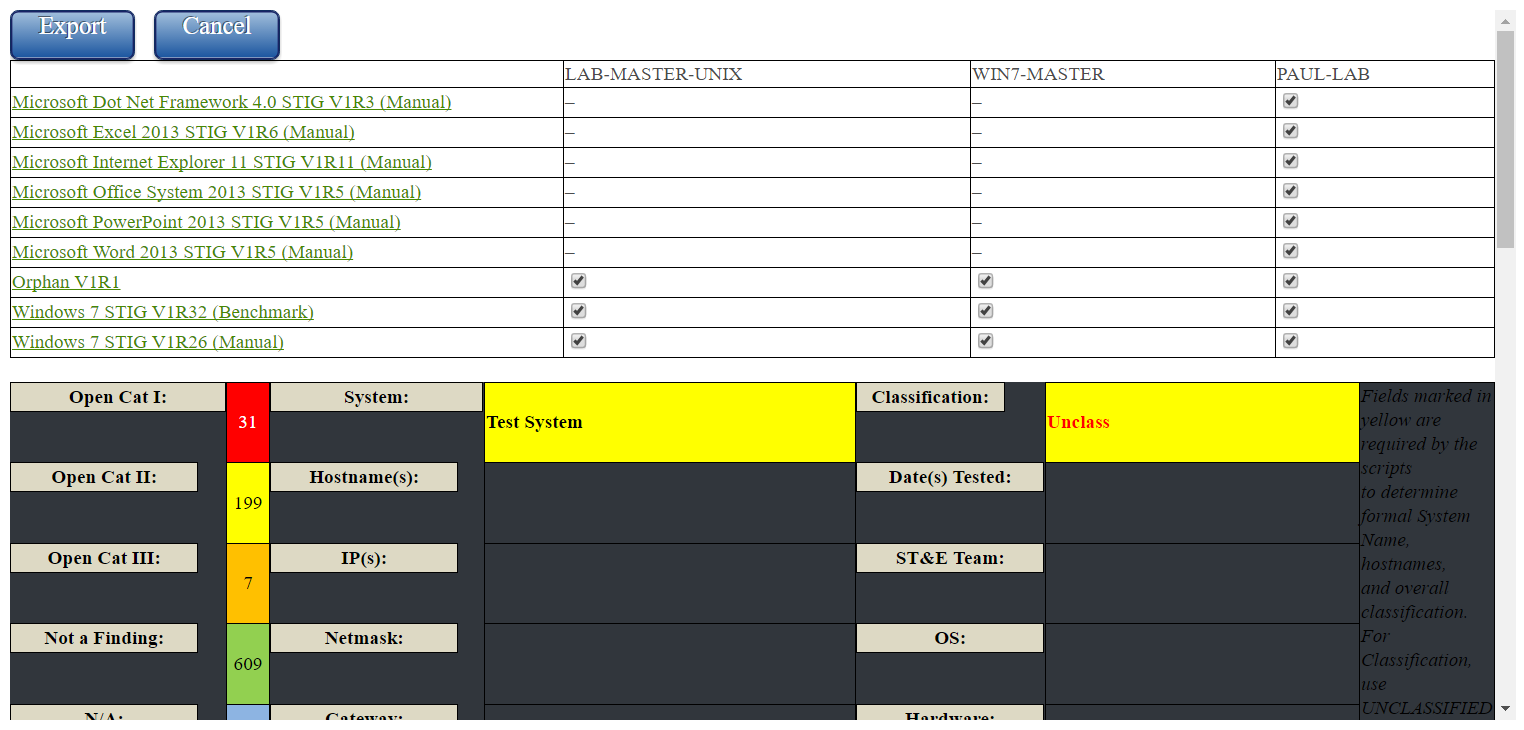 Export Cancel
LAB-MASTER-UNIX WIN7-MASTER PAUL-LAB
Microsoft Dot Net Framework 4.0 STIG V1R3 (Manual) – –
Microsoft Excel 2013 STIG V1R6 (Manual) – –
Microsoft Internet Explorer 11 STIG V1R11 (Manual) – –
Microsoft Office System 2013 STIG V1R5 (Manual) – –
Microsoft PowerPoint 2013 STIG V1R5 (Manual) – –
Microsoft Word 2013 STIG V1R5 (Manual) – –
Orphan V1R1
Windows 7 STIG V1R32 (Benchmark)
Windows 7 STIG V1R26 (Manual)
Open Cat I: 31 System: Test System Classification: Unclass
Open Cat II: 199 Hostname(s): Date(s) Tested:
Open Cat III: 7 IP(s): ST&E Team:
Not a Finding: 609 Netmask: OS:
N/A: Gateway: Hardware:
Fields marked in
yellow are
required by the
scripts
to determine
formal System
Name,
hostnames,
and overall
classification.
For
Classification,
use
UNCLASSIFIED